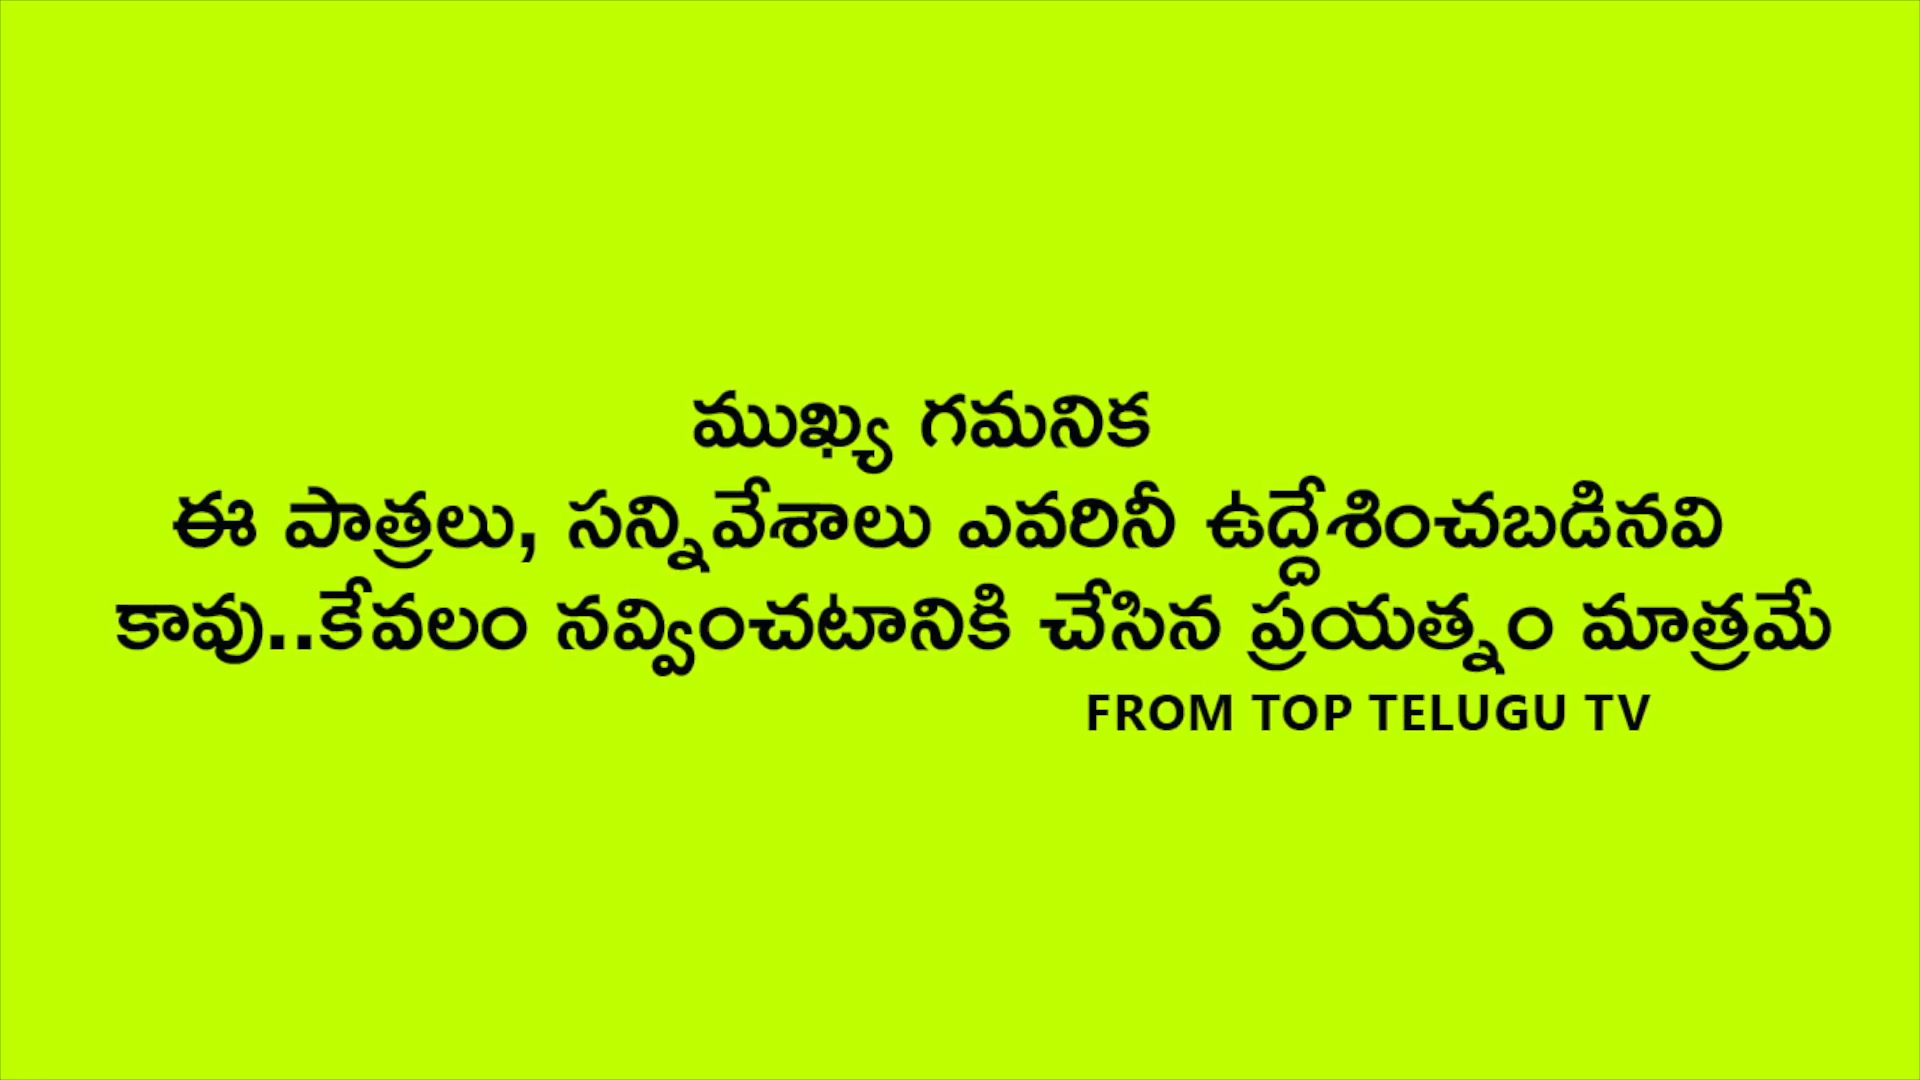 ముఖ్య గమనిక
ఈ పాత్రలు, సన్నివేశాలు ఎవరినీ ఉద్దేశించబడినవి
కావు..కేవలం నవ్వించటానికి చేసిన ప్రయత్నం మాత్రమే
FROM TOP TELUGU TV